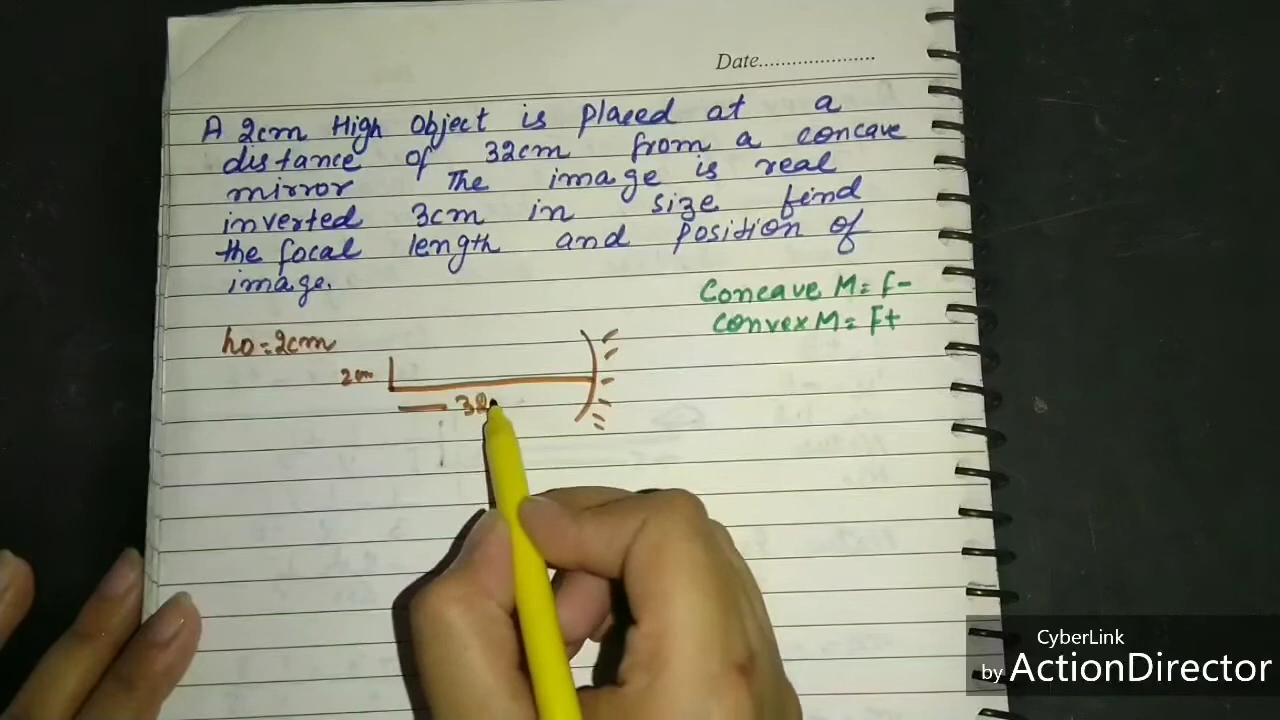 Date.....................
A 2cm High Object is placed at a
distance of 32cm from a concave
mirror The image is real
inverted 3cm in size find
the focal length and position of
image.
Concave M = f-
Convex M = f+
ho = 2cm
2cm
CyberLink
by ActionDirector